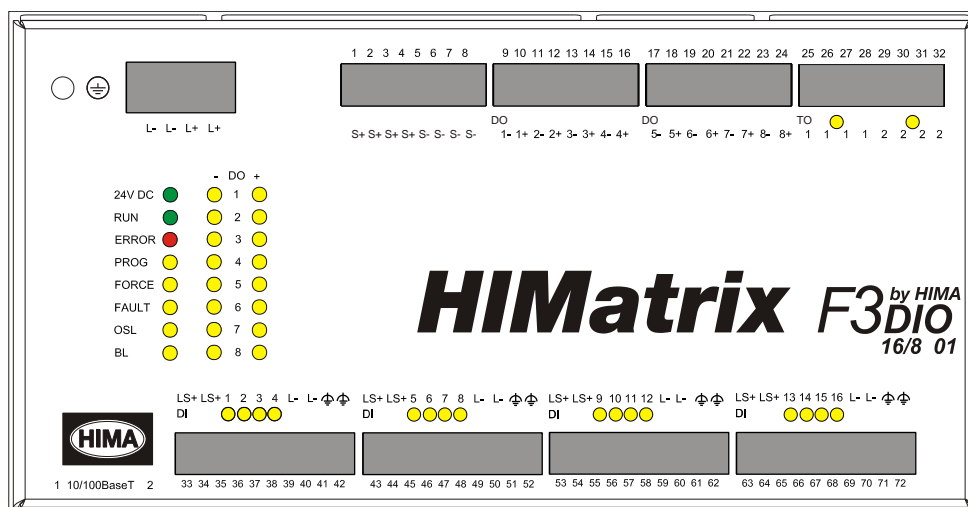 1 2 3 4 5 6 7 8 9 10 11 12 13 14 15 16 17 18 19 20 21 22 23 24 25 26 27 28 29 30 31 32
L- L- L+ L+
DO DO TO
S+ S+ S+ S+ S- S- S- S- 1- 1+ 2- 2+ 3- 3+ 4- 4+ 5- 5+ 6- 6+ 7- 7+ 8- 8+ 1 1 1 1 2 2 2 2
- DO +
24V DC 1
RUN 2
ERROR 3
PROG 4
FORCE 5
FAULT 6
OSL 7
BL 8
HIMatrix F3 by HIMA
DIO
16/8 01
LS+ LS+ 1 2 3 4 L- L- LS+ LS+ 5 6 7 8 L- L- LS+ LS+ 9 10 11 12 L- L- LS+ LS+ 13 14 15 16 L- L-
DI DI DI DI
HIMA
1 10/100BaseT 2
33 34 35 36 37 38 39 40 41 42 43 44 45 46 47 48 49 50 51 52 53 54 55 56 57 58 59 60 61 62 63 64 65 66 67 68 69 70 71 72